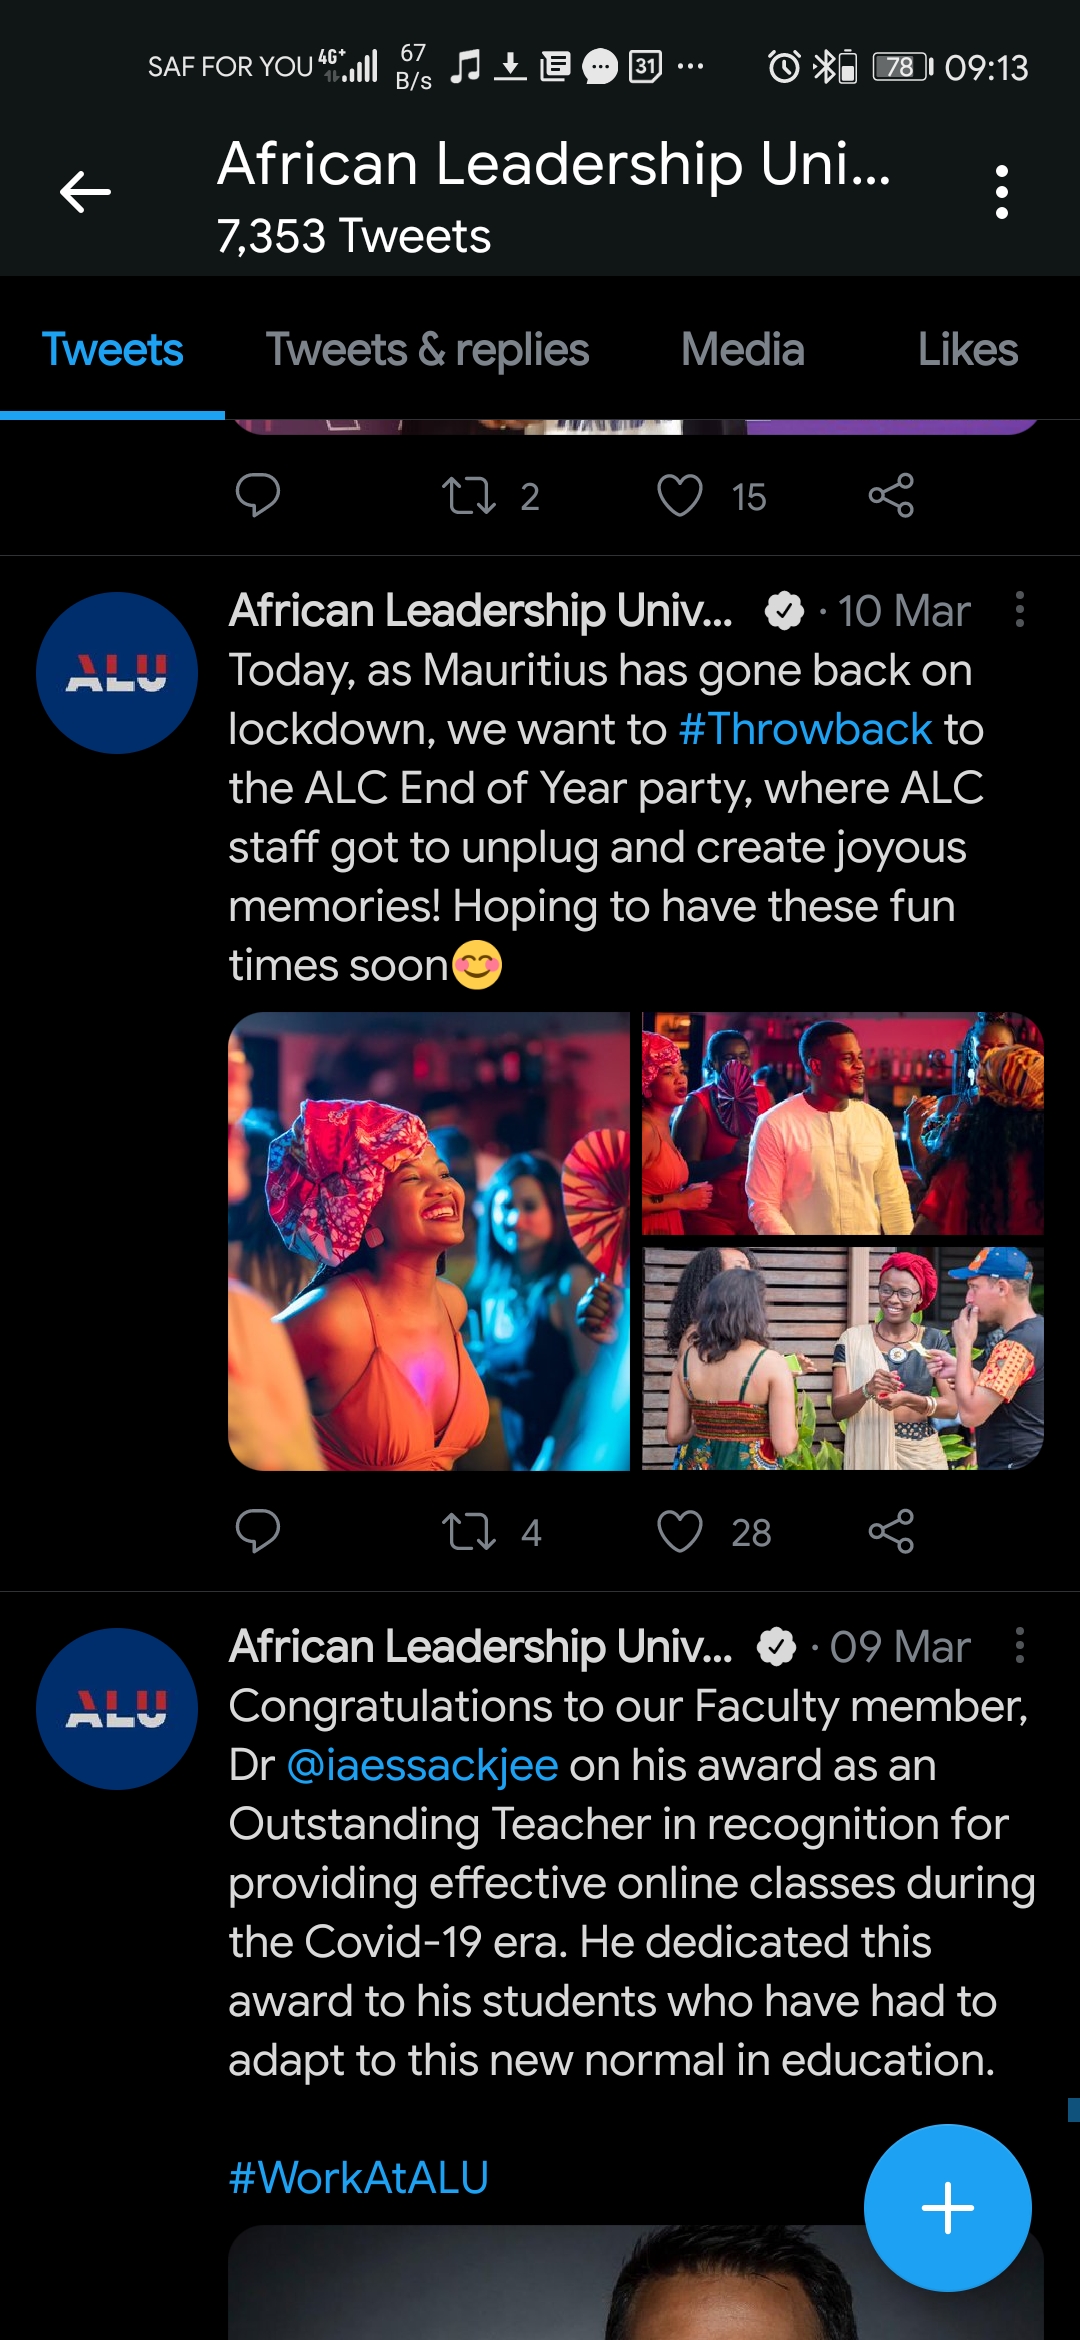 SAF FOR YOU 4G+ 67 B/s 31 ... 78 09:13
African Leadership Uni...
7,353 Tweets
Tweets Tweets & replies Media Likes
2 15
African Leadership Univ... · 10 Mar
ALU
Today, as Mauritius has gone back on
lockdown, we want to #Throwback to
the ALC End of Year party, where ALC
staff got to unplug and create joyous
memories! Hoping to have these fun
times soon😊
4 28
African Leadership Univ... · 09 Mar
ALU
Congratulations to our Faculty member,
Dr @iaessackjee on his award as an
Outstanding Teacher in recognition for
providing effective online classes during
the Covid-19 era. He dedicated this
award to his students who have had to
adapt to this new normal in education.
#WorkAtALU